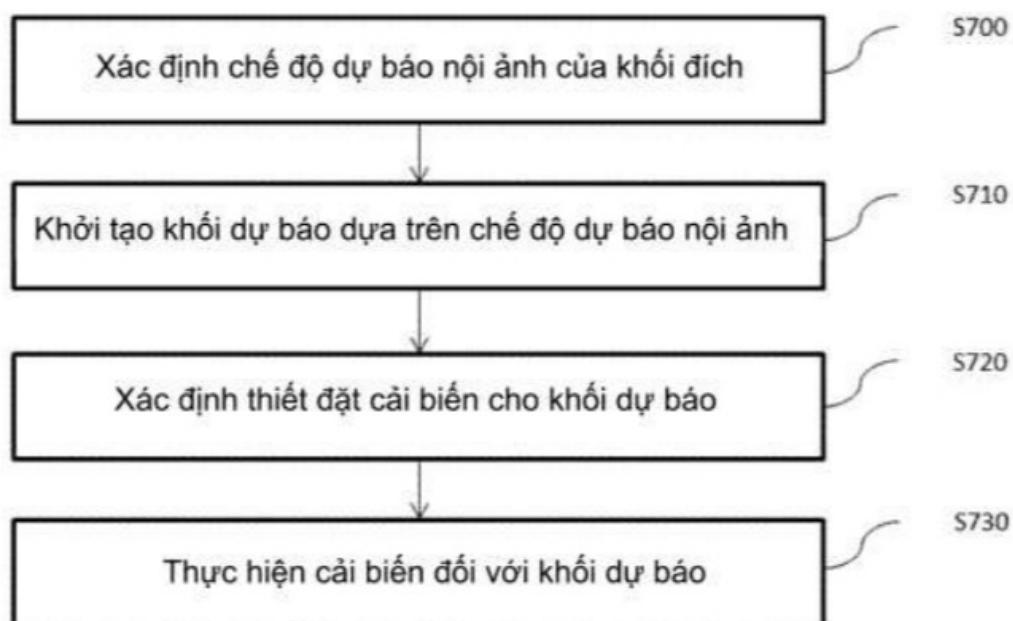 S700
Xác định chế độ dự báo nội ảnh của khối đích
S710
Khởi tạo khối dự báo dựa trên chế độ dự báo nội ảnh
S720
Xác định thiết đặt cải biến cho khối dự báo
S730
Thực hiện cải biến đối với khối dự báo